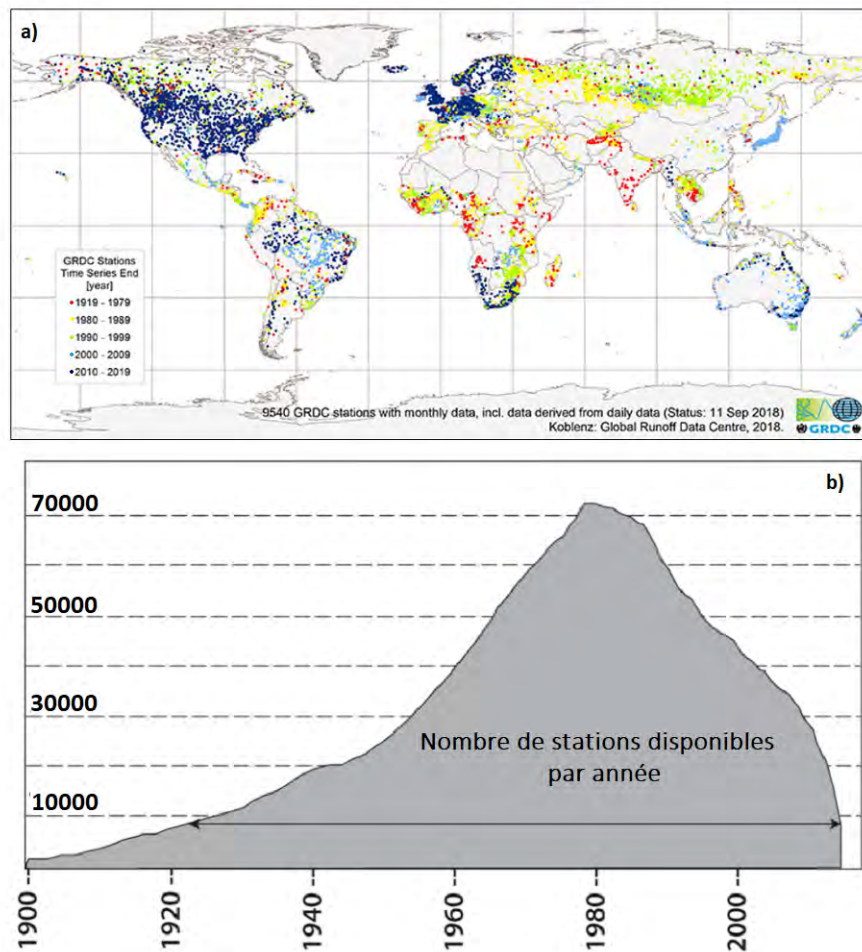 a)
GRDC Stations
Time Series End
[year]
1919 - 1979
1980 - 1989
1990 - 1999
2000 - 2009
2010 - 2019
9540 GRDC stations with monthly data, incl. data derived from daily data (Status: 11 Sep 2018)
Koblenz: Global Runoff Data Centre, 2018.
GRDC
b)
70000
50000
30000
Nombre de stations disponibles
par année
10000
1900
1920
1940
1960
1980
2000